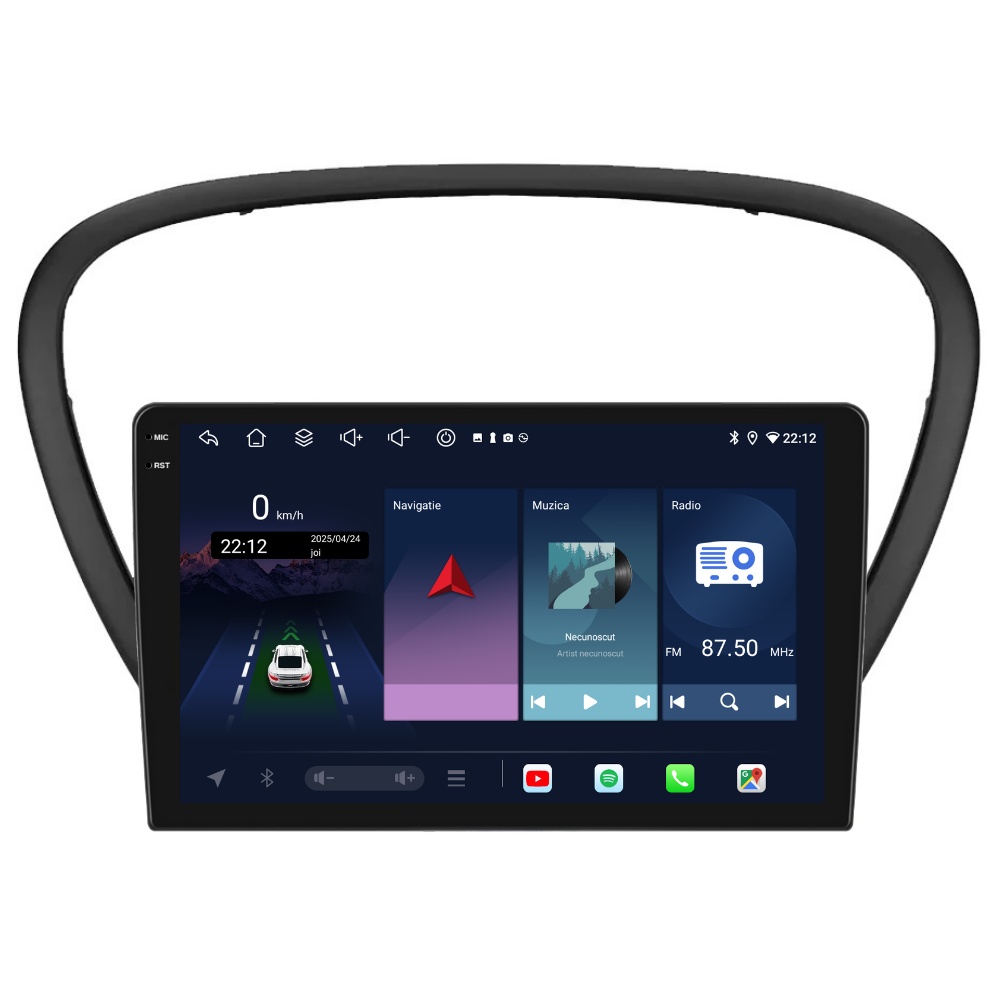 MIC
22:12
RST
0 km/h
22:12
2025/04/24
joi
Navigatie
Muzica
Necunoscut
Artist necunoscut
Radio
FM 87.50 MHz
G